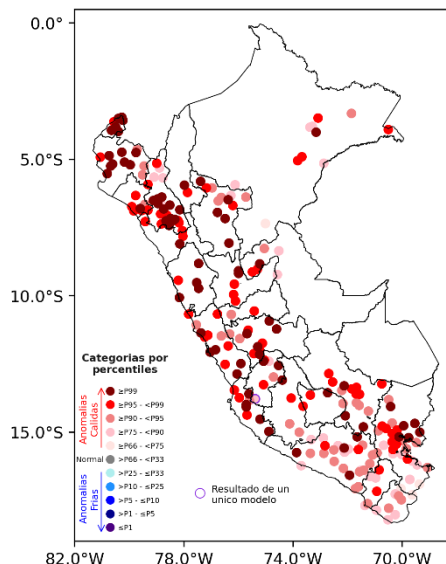 0.0°
5.0°S
10.0°S
15.0°S
82.0°W
78.0°W
74.0°W
70.0°W
Categorias por
percentiles
Anomalias
Calidas
≥P99
≥P95 - <P99
≥P90 - <P95
≥P75 - <P90
≥P66 - <P75
Normal
>P66 - <P33
Anomalias
Frias
>P25 - ≤P33
>P10 - ≤P25
>P5 - ≤P10
>P1 - ≤P5
≤P1
Resultado de un
unico modelo